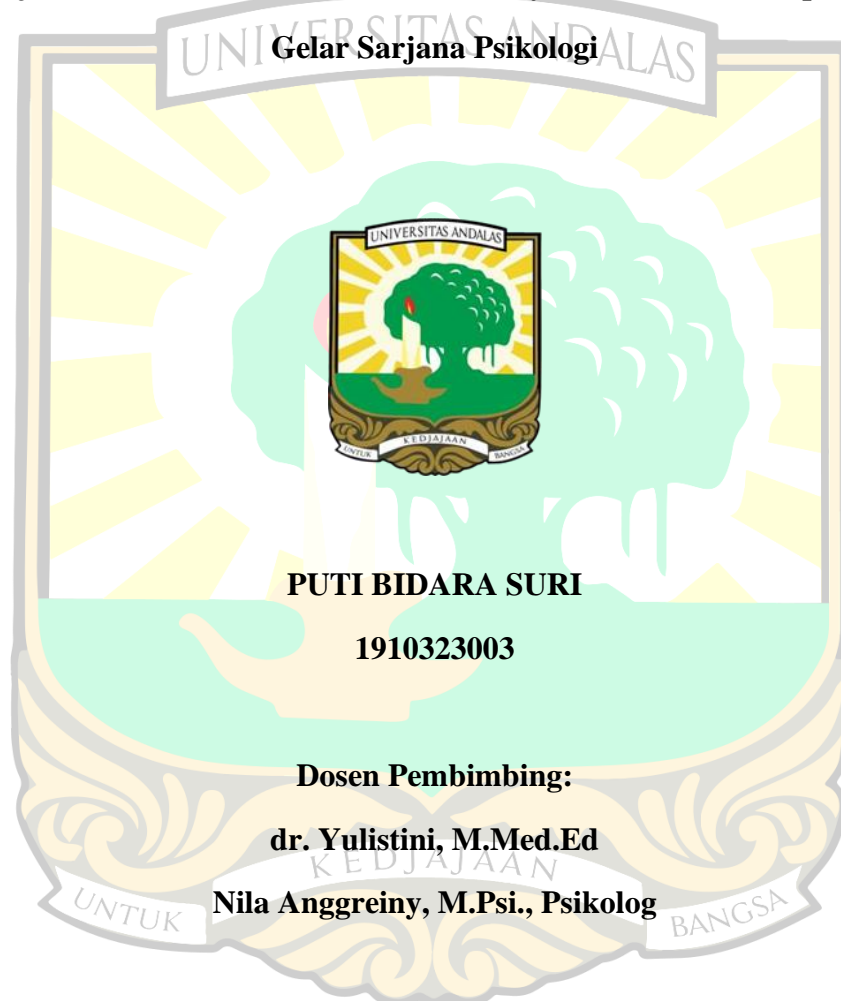 UNIVERSITAS ANDALAS
Gelar Sarjana Psikologi
UNIVERSITAS ANDALAS
UNTUK KEDJAJAAN BANGSA
PUTI BIDARA SURI
1910323003
Dosen Pembimbing:
dr. Yulistini, M.Med.Ed
KEDJAJAAN
Nila Anggreiny, M.Psi., Psikolog
UNTUK BANGSA